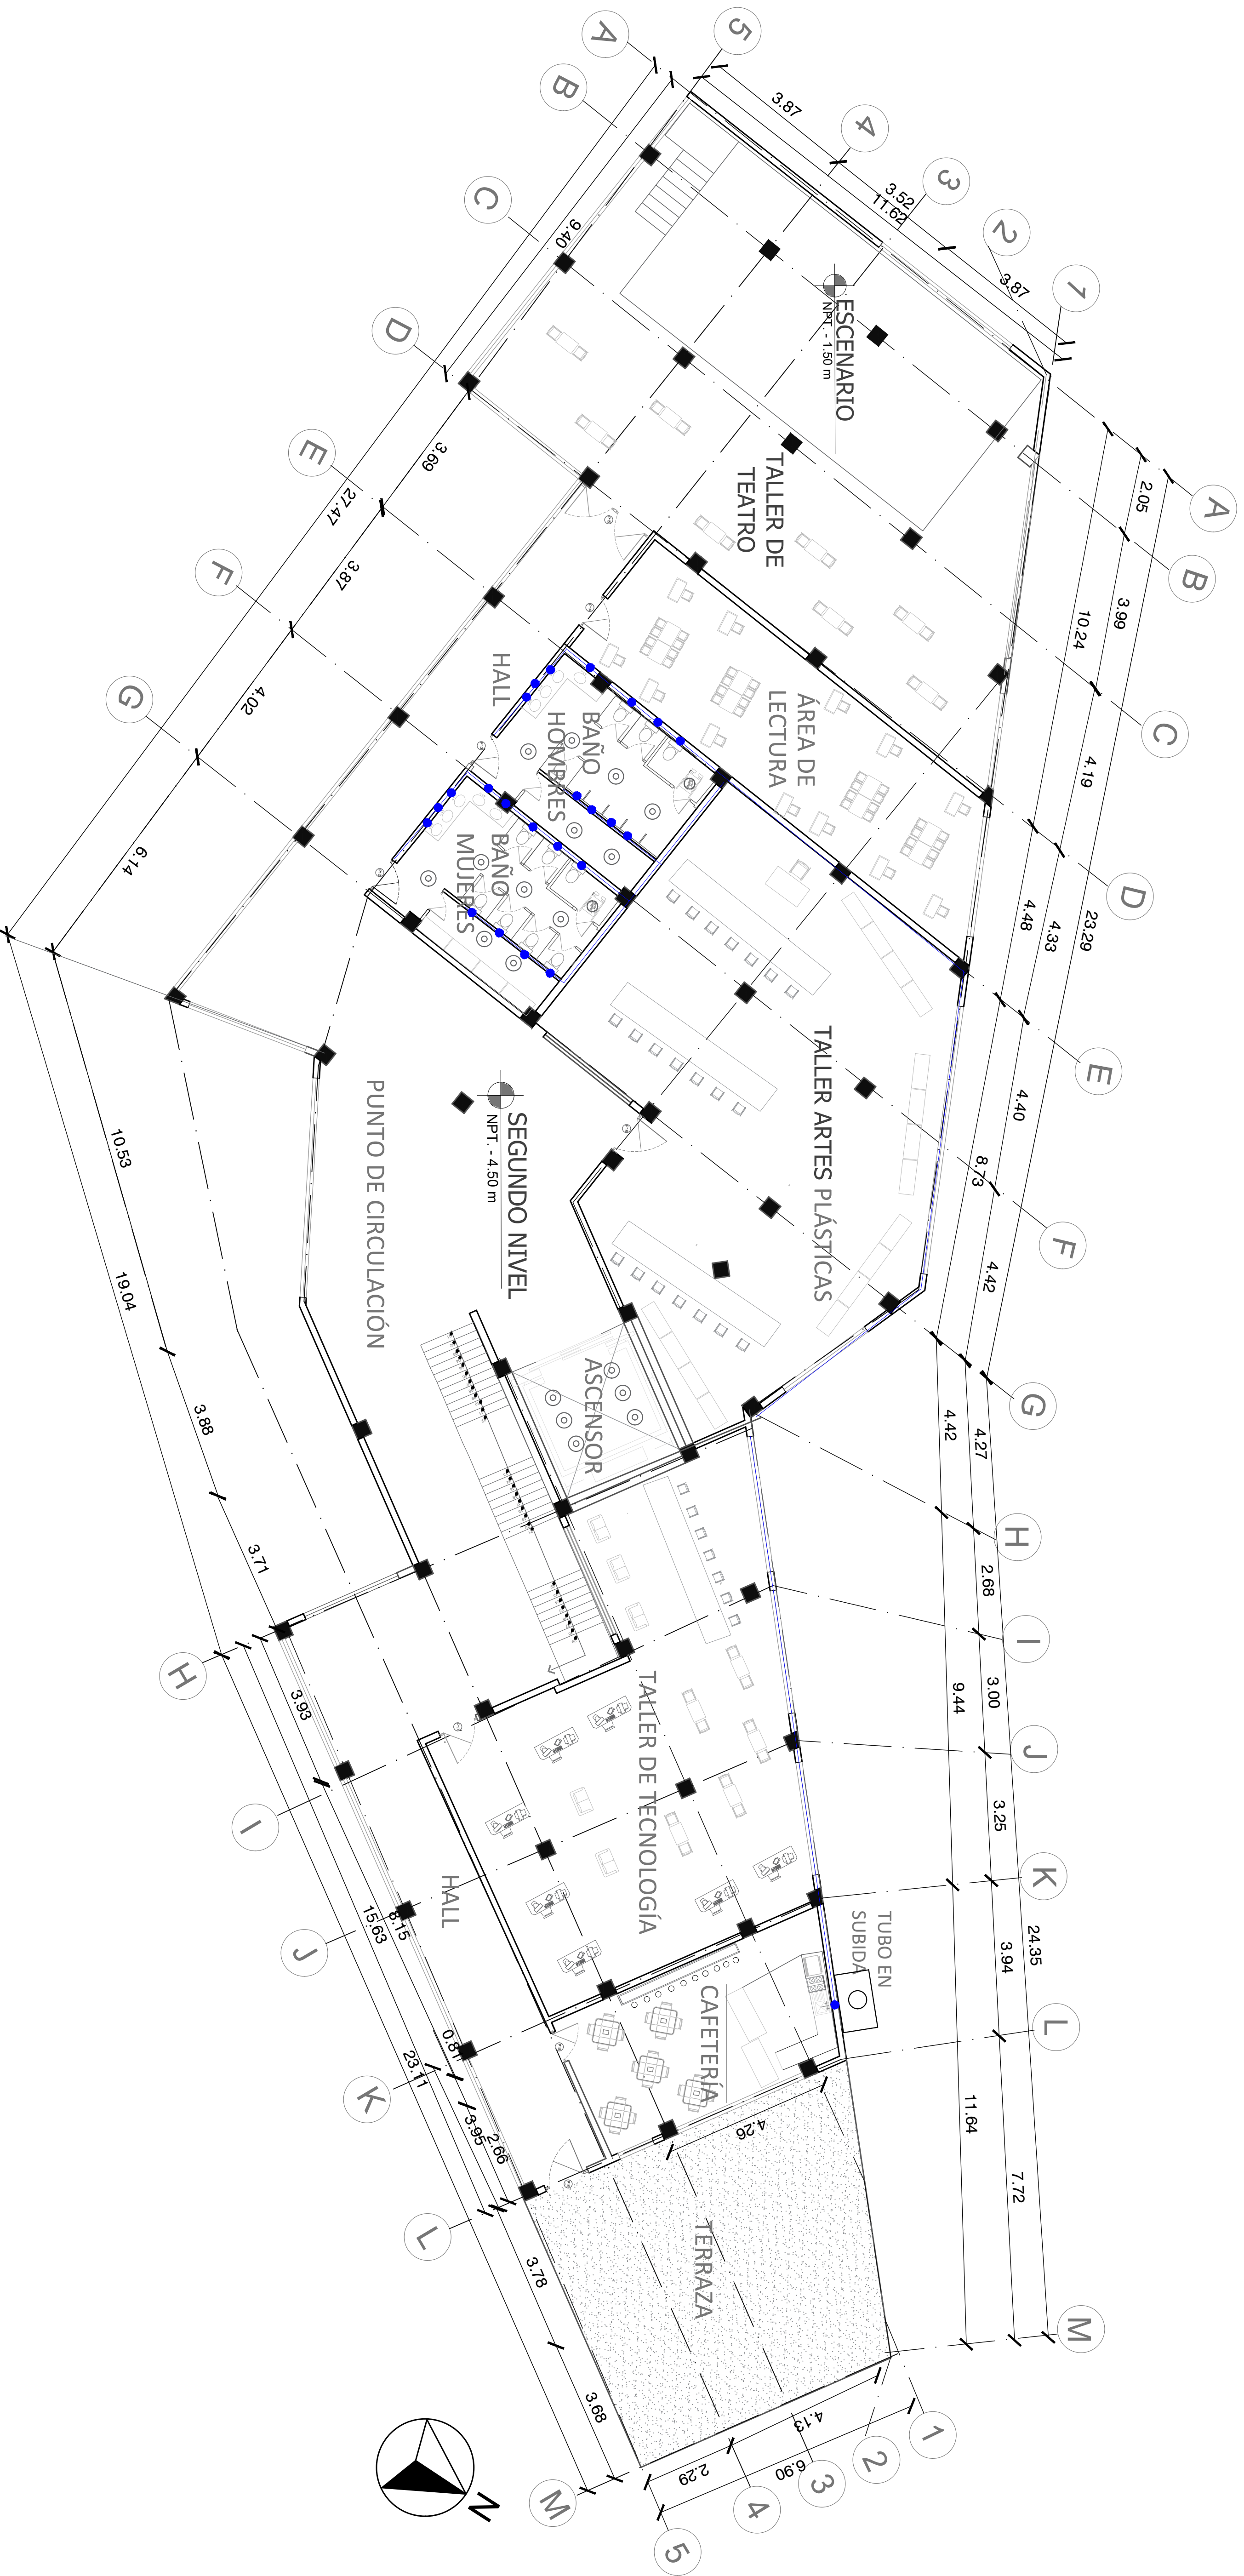 5
A
B
4
3
2
1
C
D
E
F
G
3.87
3.52
11.62
3.87
9.40
3.69
27.47
3.87
4.02
6.14
A
B
C
D
E
F
G
2.05
3.99
10.24
4.19
4.48
4.33
23.29
4.40
8.73
4.42
ESCENARIO
NPT. - 1.50 m
TALLER DE
TEATRO
ÁREA DE
LECTURA
HALL
BAÑO
HOMBRES
BAÑO
MUJERES
TALLER ARTES PLÁSTICAS
SEGUNDO NIVEL
NPT. - 4.50 m
PUNTO DE CIRCULACIÓN
ASCENSOR
10.53
19.04
3.88
3.71
4.42
4.27
H
2.68
I
9.44
3.00
J
3.25
K
24.35
3.94
L
11.64
7.72
M
H
3.93
I
J
15.63
8.15
K
0.81
23.11
3.95
2.66
L
3.78
3.68
M
TALLER DE TECNOLOGÍA
HALL
TUBO EN
SUBIDA
CAFETERÍA
4.26
TERRAZA
4.13
2.29
6.90
1
2
3
4
5
N